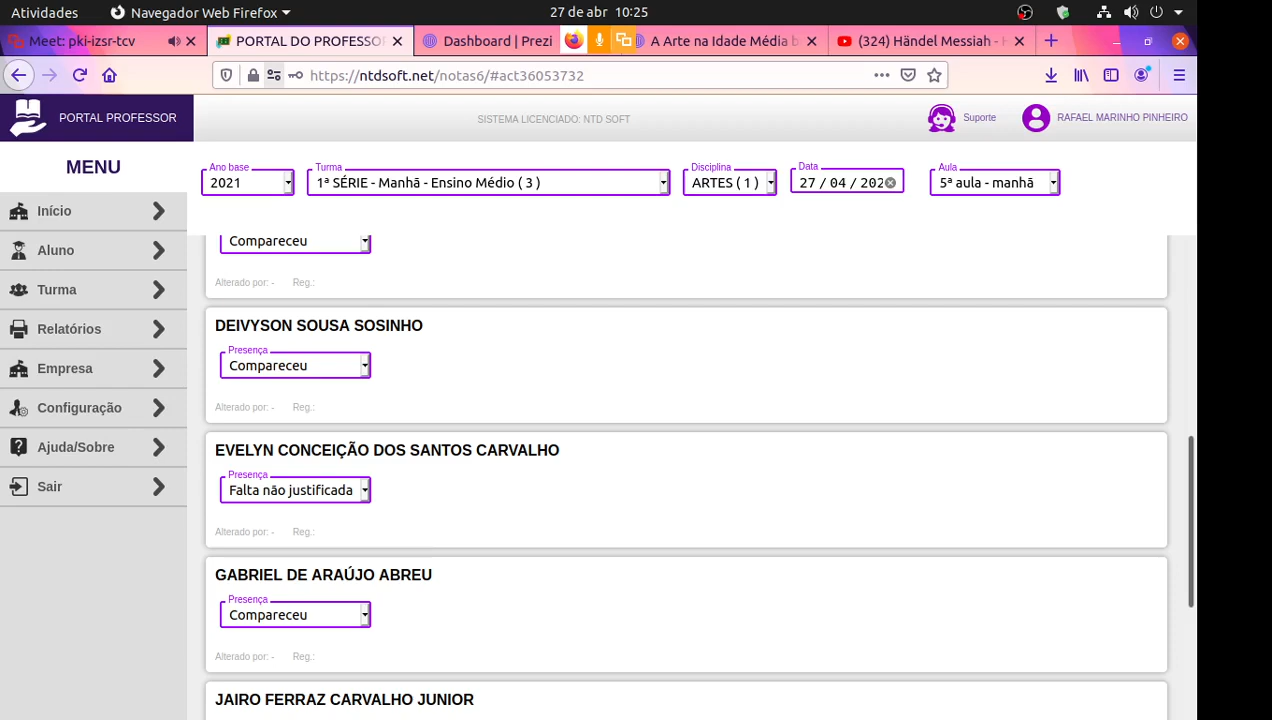 Atividades
Navegador Web Firefox
27 de abr 10:25
Meet: pki-izsr-tcv
PORTAL DO PROFESSOR
Dashboard | Prezi
A Arte na Idade Média b
(324) Händel Messiah - H
https://ntdsoft.net/notas6/#act36053732
PORTAL PROFESSOR
SISTEMA LICENCIADO: NTD SOFT
Suporte
RAFAEL MARINHO PINHEIRO
MENU
Ano base
2021
Turma
1ª SÉRIE - Manhã - Ensino Médio ( 3 )
Disciplina
ARTES ( 1 )
Data
27 / 04 / 202
Aula
5ª aula - manhã
Início
Aluno
Turma
Relatórios
Empresa
Configuração
Ajuda/Sobre
Sair
Compareceu
Alterado por: - Reg.:
DEIVYSON SOUSA SOSINHO
Presença
Compareceu
Alterado por: - Reg.:
EVELYN CONCEIÇÃO DOS SANTOS CARVALHO
Presença
Falta não justificada
Alterado por: - Reg.:
GABRIEL DE ARAÚJO ABREU
Presença
Compareceu
Alterado por: - Reg.:
JAIRO FERRAZ CARVALHO JUNIOR